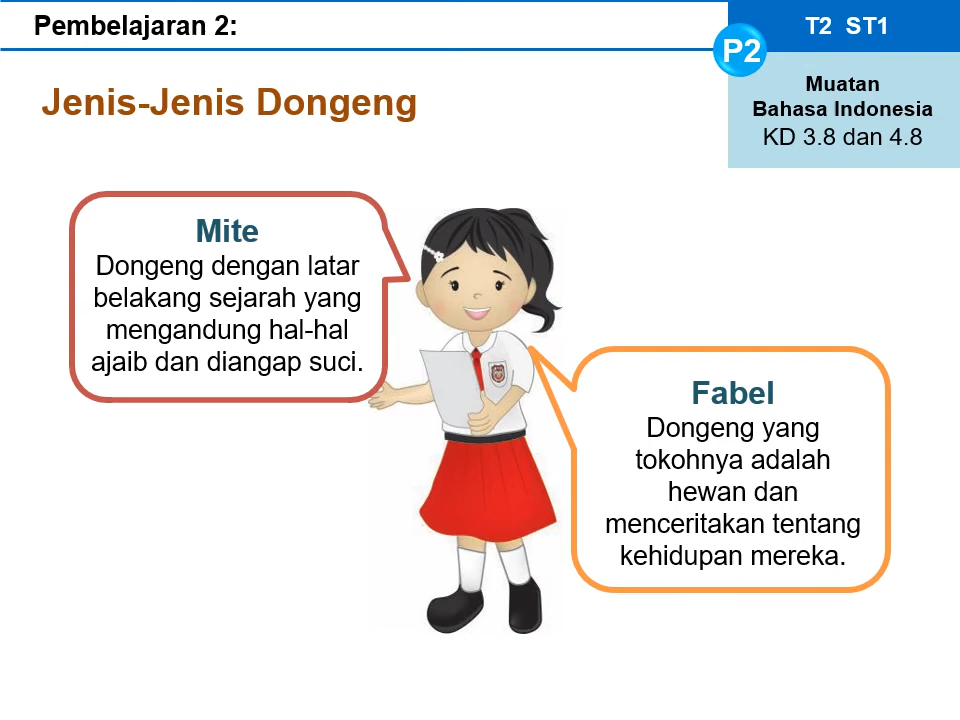 Pembelajaran 2:
T2 ST1
P2
Muatan
Bahasa Indonesia
KD 3.8 dan 4.8
Jenis-Jenis Dongeng
Mite
Dongeng dengan latar
belakang sejarah yang
mengandung hal-hal
ajaib dan diangap suci.
Fabel
Dongeng yang
tokohnya adalah
hewan dan
menceritakan tentang
kehidupan mereka.